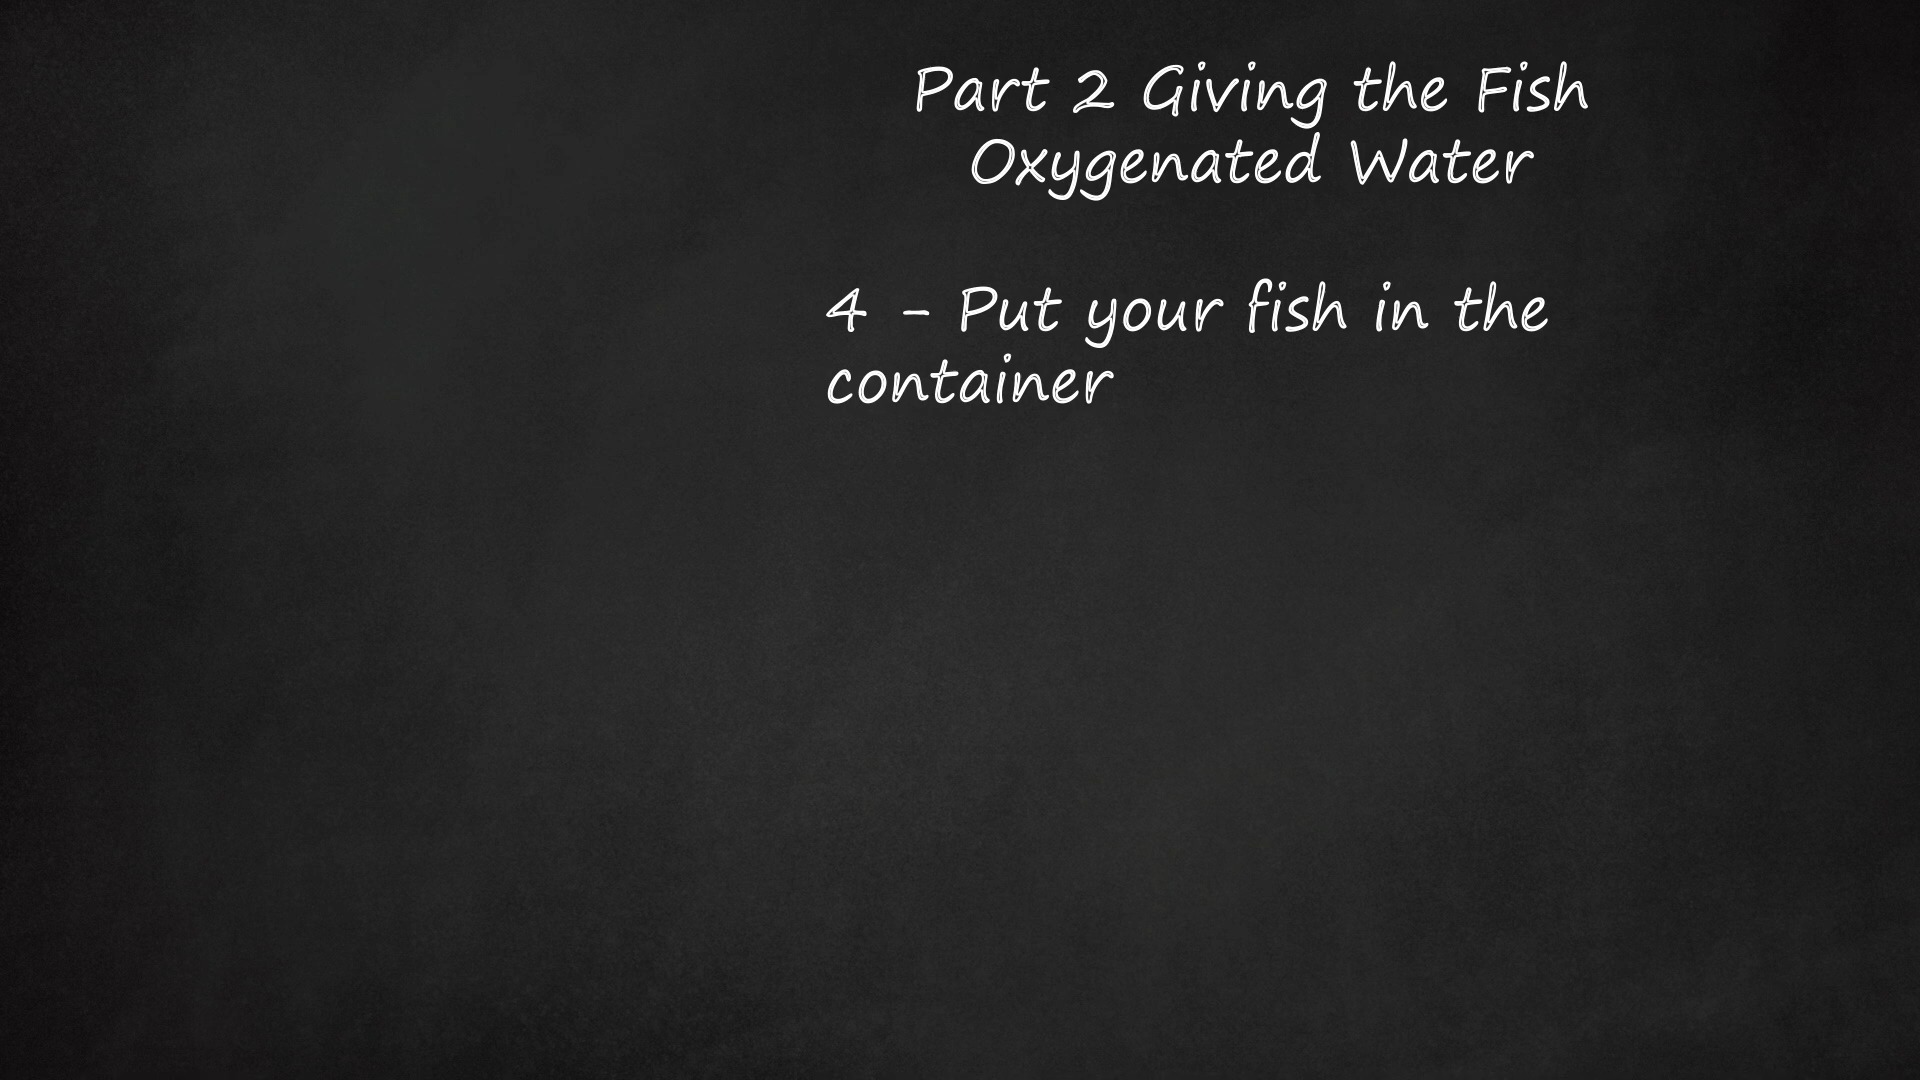 Part 2 Giving the Fish
Oxygenated Water
4 - Put your fish in the
container